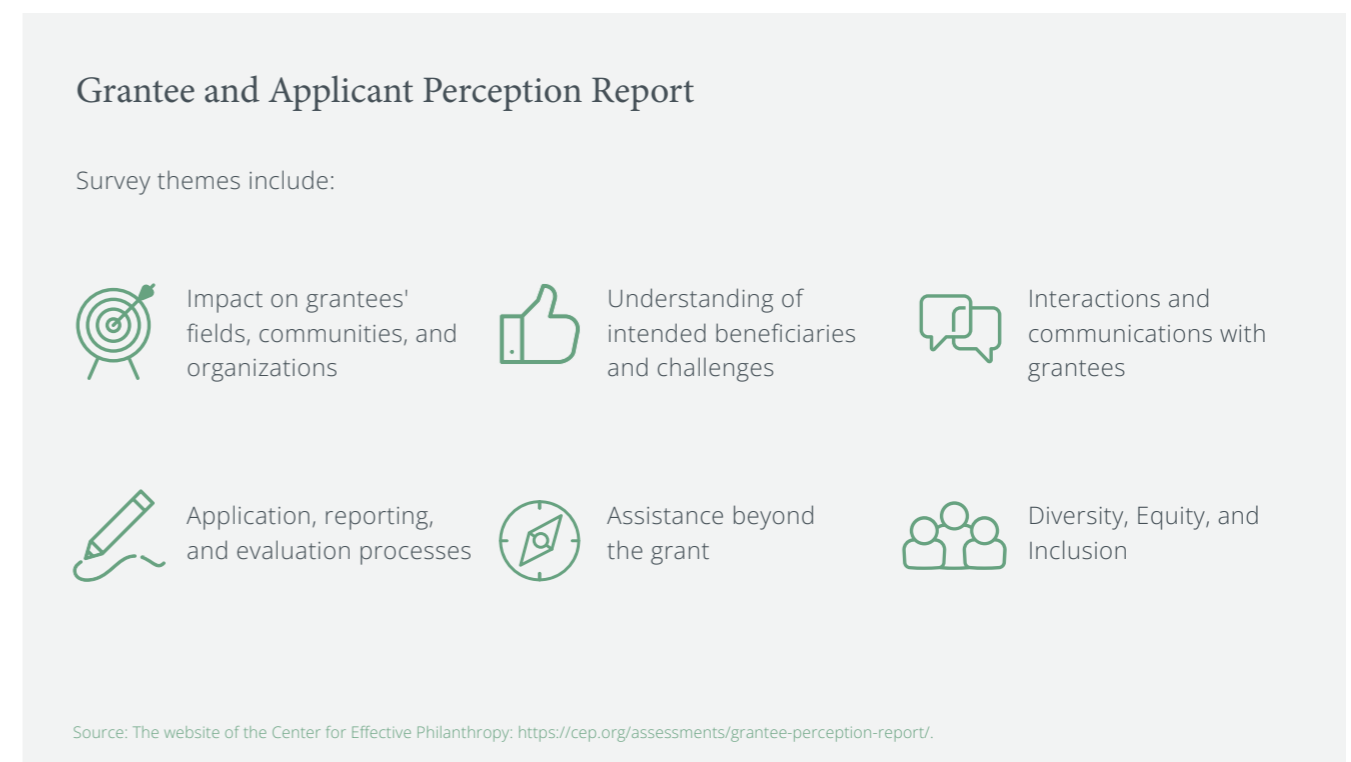 Grantee and Applicant Perception Report
Survey themes include:
Impact on grantees'
fields, communities, and
organizations
Understanding of
intended beneficiaries
and challenges
Interactions and
communications with
grantees
Application, reporting,
and evaluation processes
Assistance beyond
the grant
Diversity, Equity, and
Inclusion
Source: The website of the Center for Effective Philanthropy: https://cep.org/assessments/grantee-perception-report/.